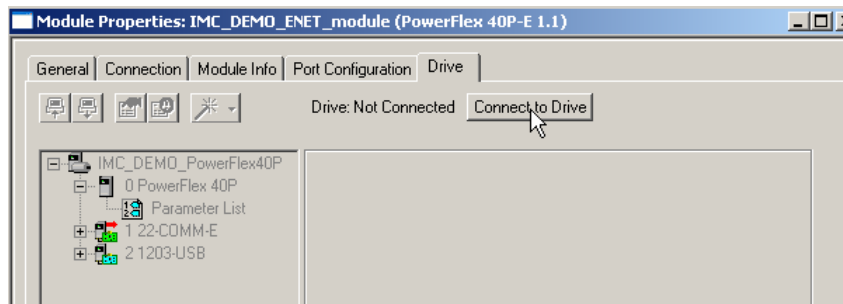 Module Properties: IMC_DEMO_ENET_module (PowerFlex 40P-E 1.1)
General Connection Module Info Port Configuration Drive
Drive: Not Connected Connect to Drive
IMC_DEMO_PowerFlex40P
0 PowerFlex 40P
Parameter List
1 22-COMM-E
2 1203-USB